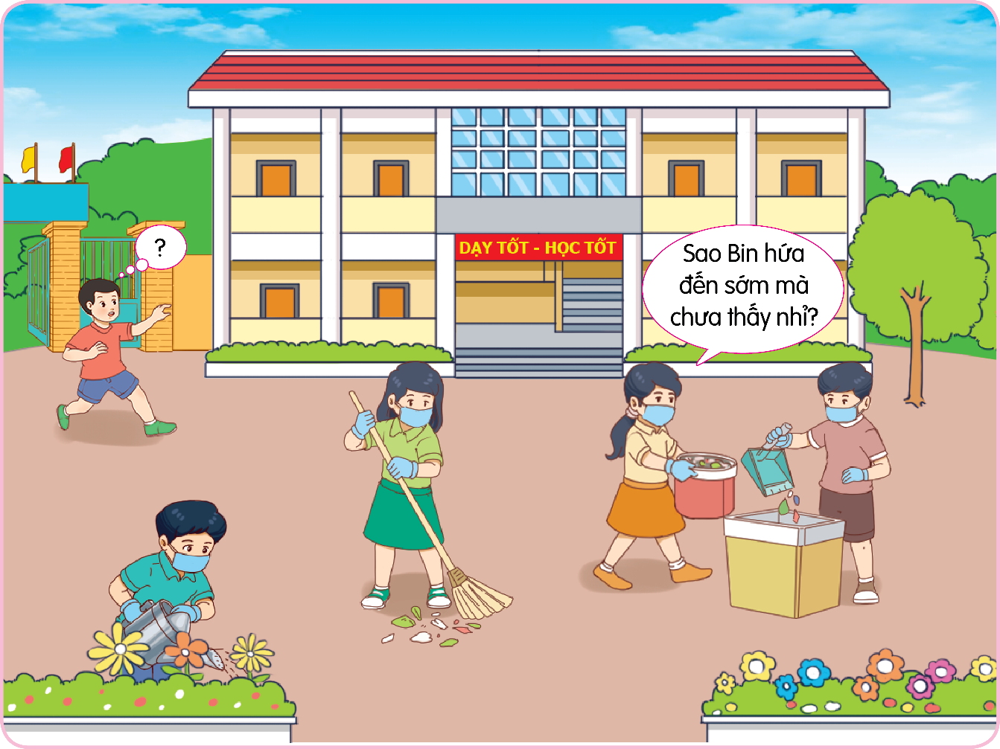 ?
DẠY TỐT - HỌC TỐT
Sao Bin hứa
đến sớm mà
chưa thấy nhỉ?